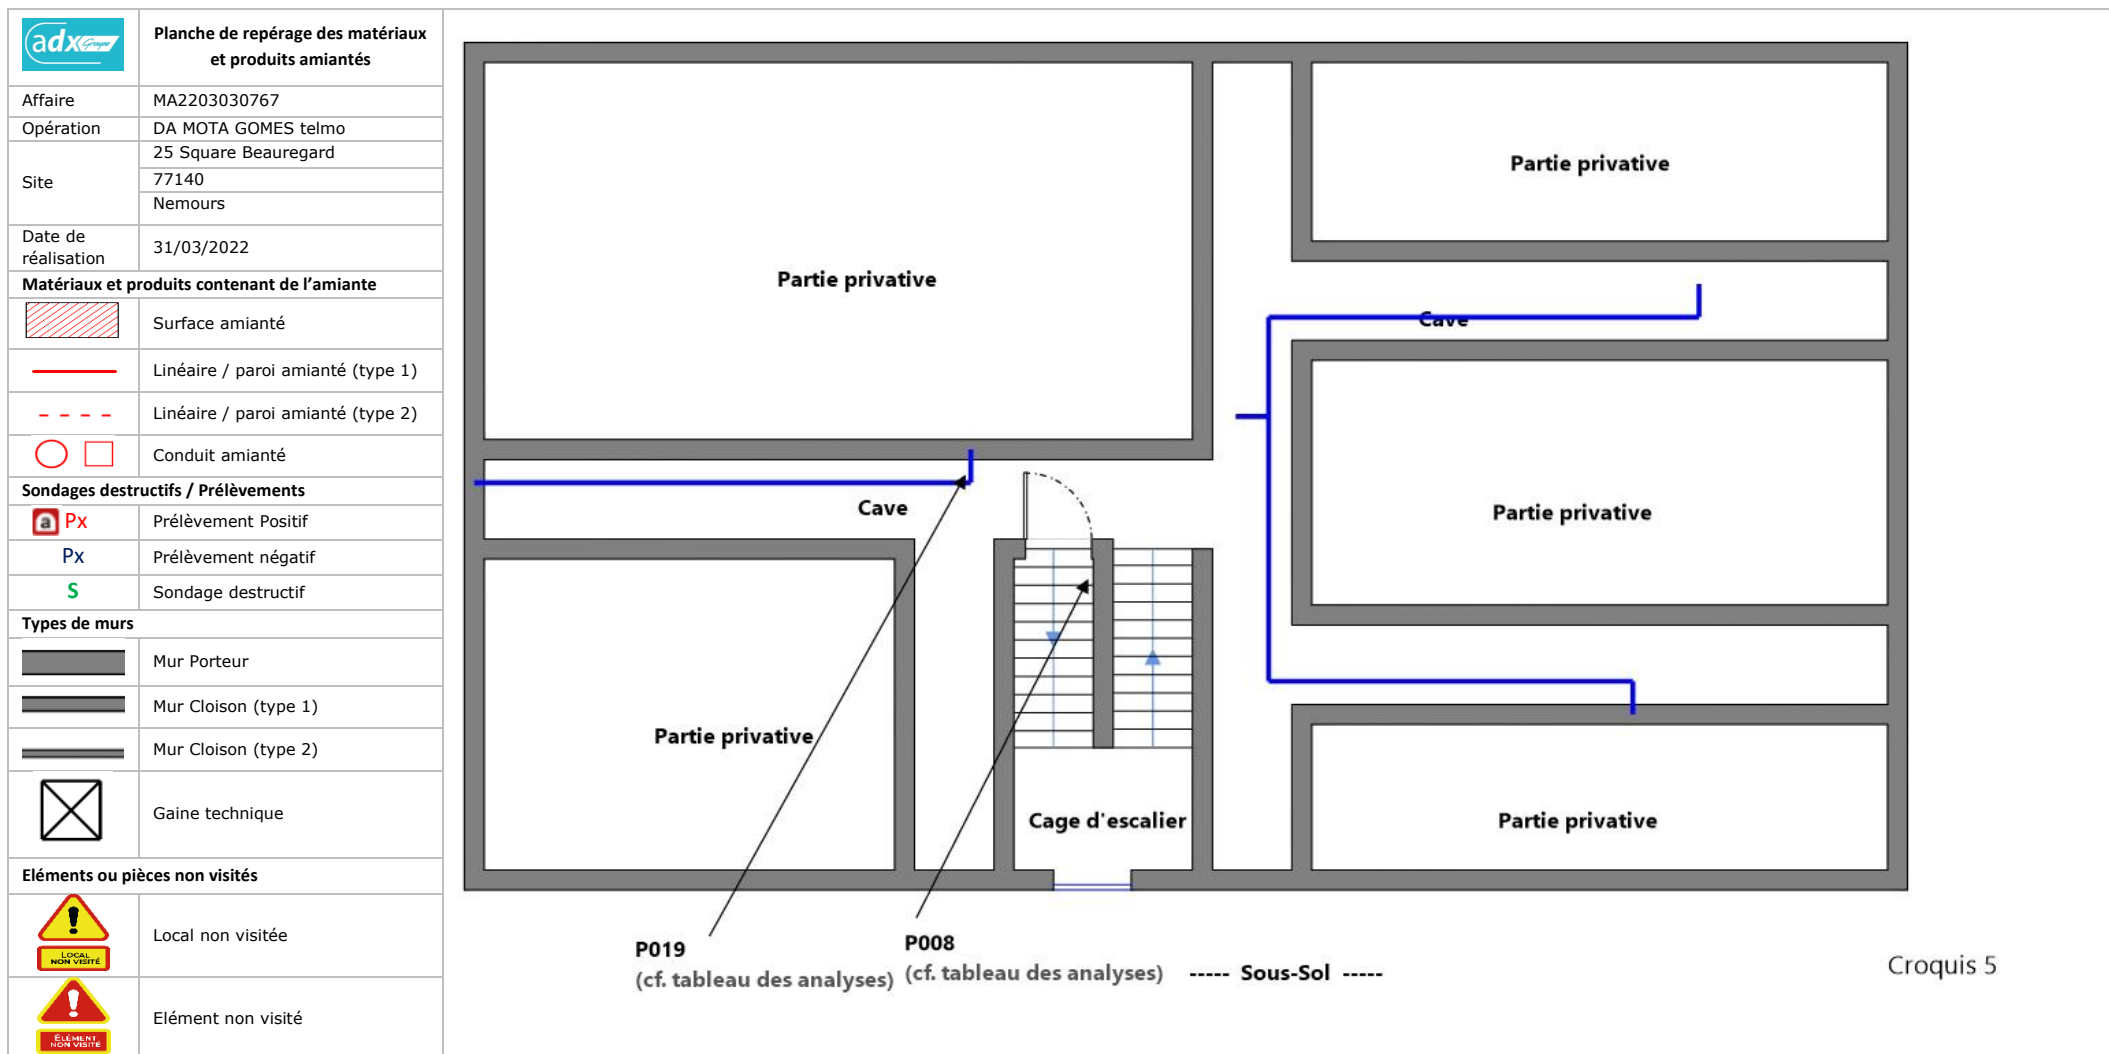 adx Groupe
Planche de repérage des matériaux
et produits amiantés
Affaire MA2203030767
Opération DA MOTA GOMES telmo
Site
25 Square Beauregard
77140
Nemours
Date de
réalisation
31/03/2022
Matériaux et produits contenant de l'amiante
Surface amianté
Linéaire / paroi amianté (type 1)
Linéaire / paroi amianté (type 2)
Conduit amianté
Sondages destructifs / Prélèvements
a Px Prélèvement Positif
Px Prélèvement négatif
S Sondage destructif
Types de murs
Mur Porteur
Mur Cloison (type 1)
Mur Cloison (type 2)
Gaine technique
Eléments ou pièces non visités
LOCAL
NON VISITÉ
Local non visitée
ÉLÉMENT
NON VISITÉ
Elément non visité
Partie privative
Partie privative
Cave
Cave
Partie privative
Partie privative
Cage d'escalier
Partie privative
P019
(cf. tableau des analyses)
P008
(cf. tableau des analyses)
----- Sous-Sol -----
Croquis 5